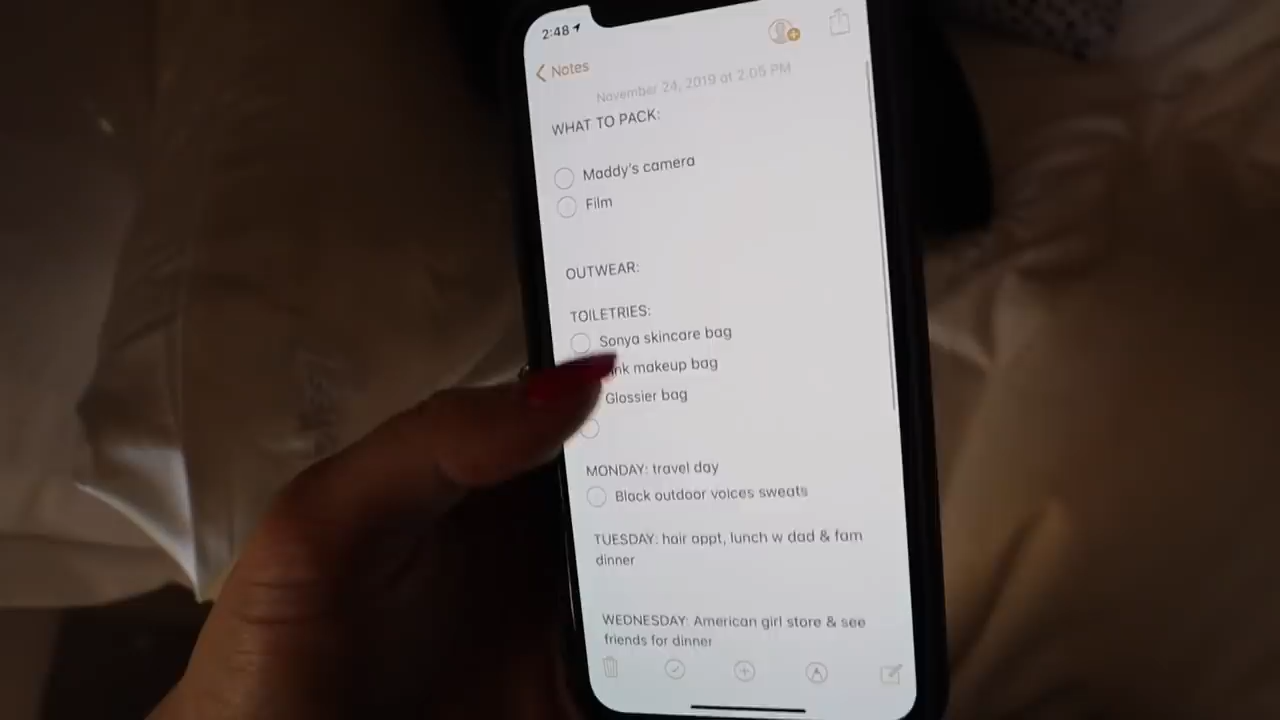 2:48
Notes
November 24, 2019 at 2:05 PM
WHAT TO PACK:
Maddy's camera
Film
OUTWEAR:
TOILETRIES:
Sonya skincare bag
makeup bag
Glossier bag
MONDAY: travel day
Black outdoor voices sweats
TUESDAY: hair appt, lunch w dad & fam
dinner
WEDNESDAY: American girl store & see
friends for dinner